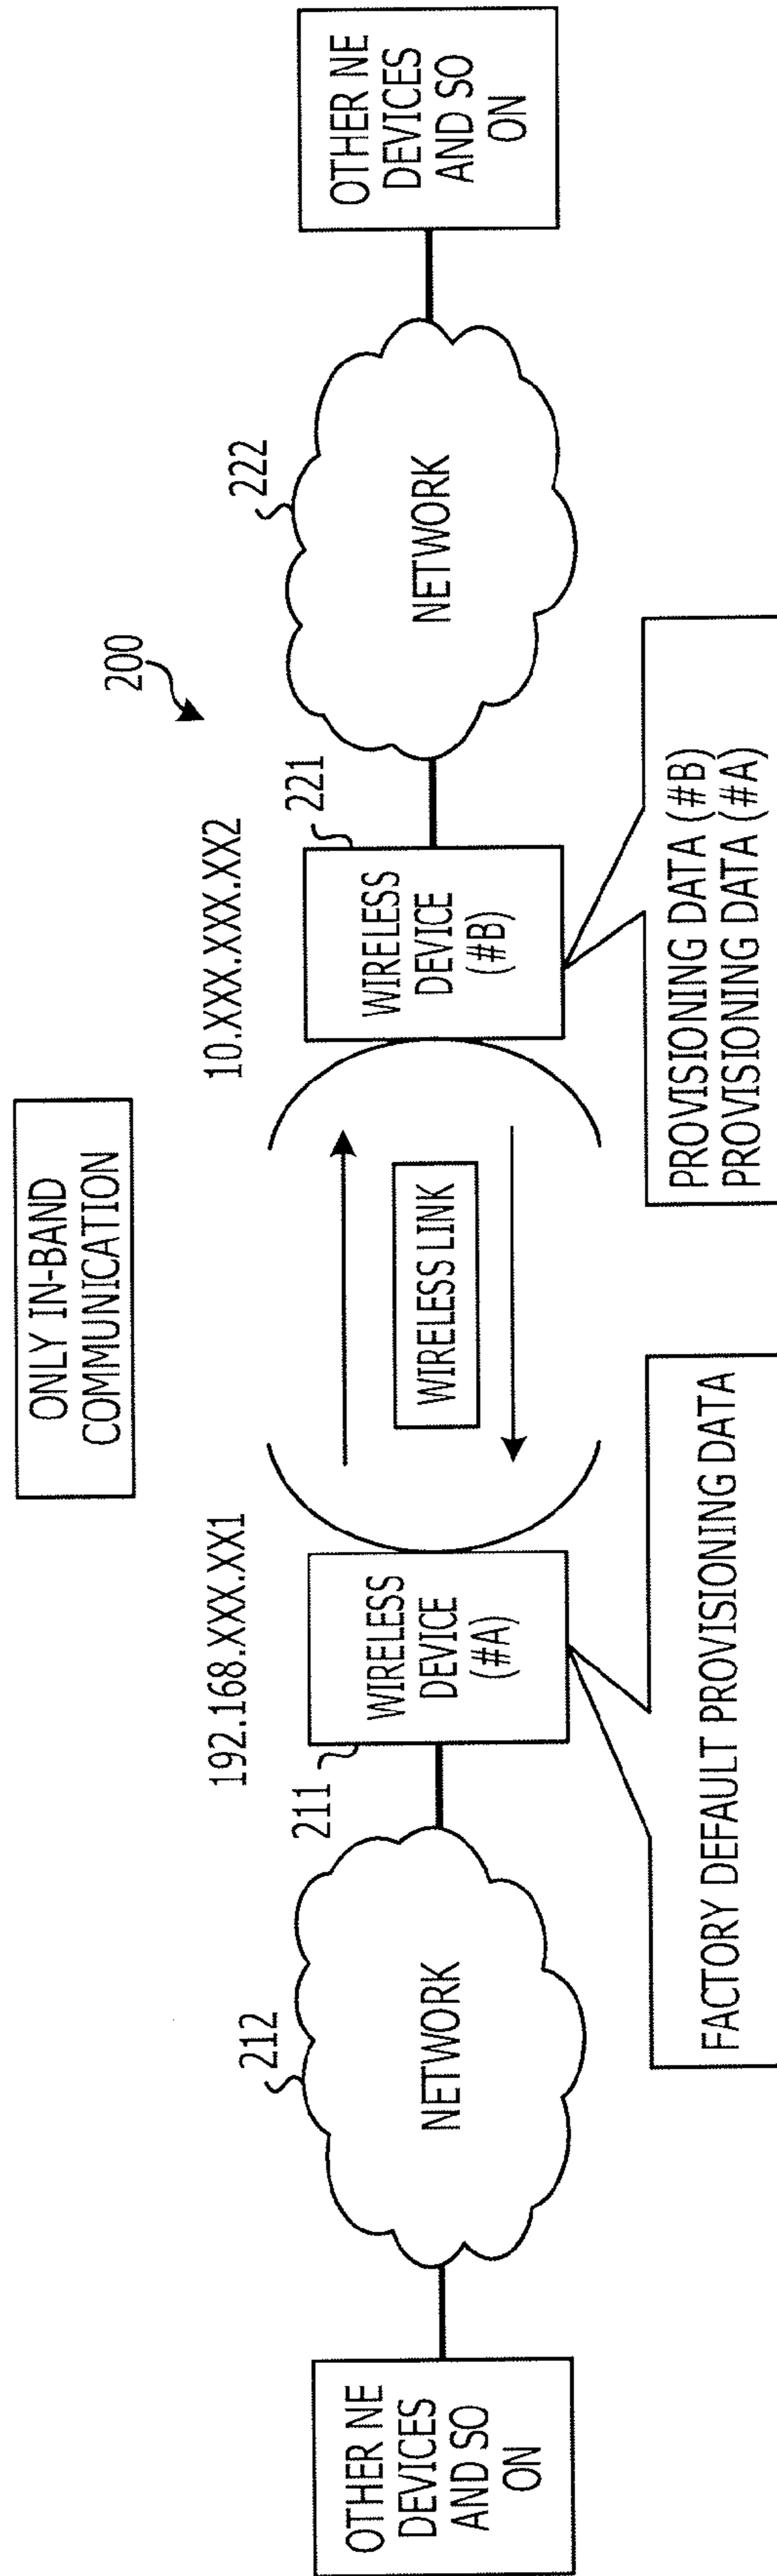 ONLY IN-BAND
COMMUNICATION
200
192.168.XXX.XX1
10.XXX.XXX.XX2
212
211
221
222
OTHER NE
DEVICES
AND SO
ON
NETWORK
WIRELESS
DEVICE
(#A)
WIRELESS LINK
WIRELESS
DEVICE
(#B)
NETWORK
OTHER NE
DEVICES
AND SO
ON
FACTORY DEFAULT PROVISIONING DATA
PROVISIONING DATA (#B)
PROVISIONING DATA (#A)